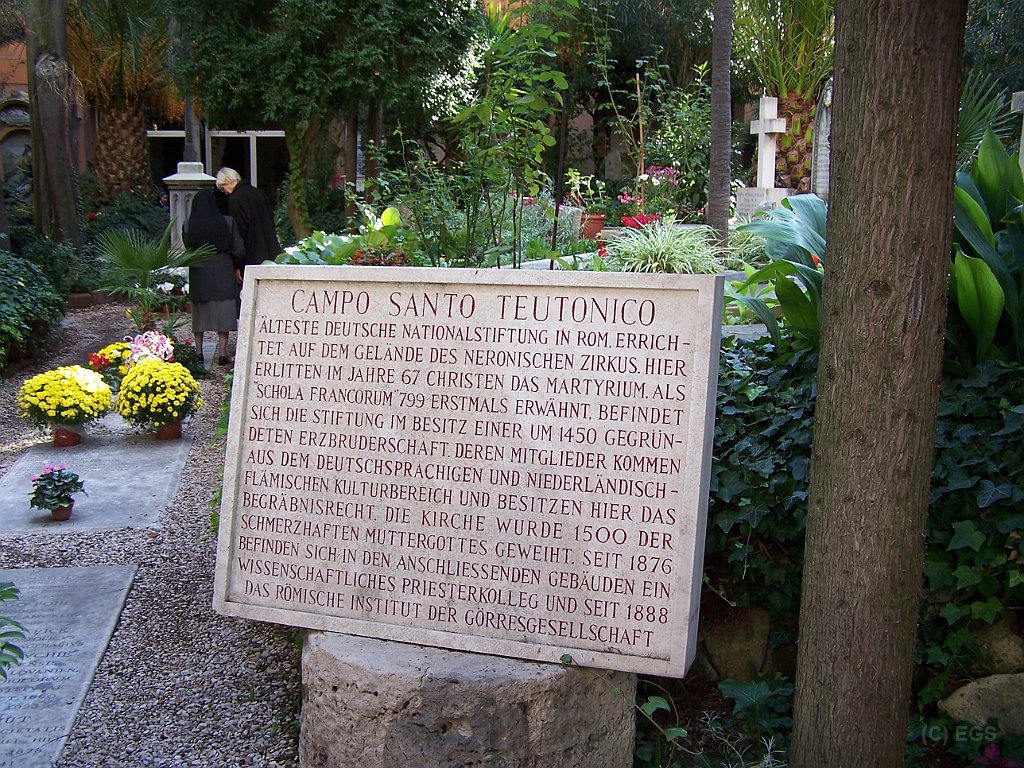 CAMPO SANTO TEUTONICO
ÄLTESTE DEUTSCHE NATIONALSTIFTUNG IN ROM. ERRICH-
TET AUF DEM GELÄNDE DES NERONISCHEN ZIRKUS. HIER
ERLITTEN IM JAHRE 67 CHRISTEN DAS MARTYRIUM. ALS
"SCHOLA FRANCORUM" 799 ERSTMALS ERWÄHNT, BEFINDET
SICH DIE STIFTUNG IM BESITZ EINER UM 1450 GEGRÜN-
DETEN ERZBRUDERSCHAFT. DEREN MITGLIEDER KOMMEN
AUS DEM DEUTSCHSPRACHIGEN UND NIEDERLÄNDISCH-
FLÄMISCHEN KULTURBEREICH UND BESITZEN HIER DAS
BEGRÄBNISRECHT. DIE KIRCHE WURDE 1500 DER
SCHMERZHAFTEN MUTTERGOTTES GEWEIHT. SEIT 1876
BEFINDEN SICH IN DEN ANSCHLIESSENDEN GEBÄUDEN EIN
WISSENSCHAFTLICHES PRIESTERKOLLEG UND SEIT 1888
DAS RÖMISCHE INSTITUT DER GÖRRESGESELLSCHAFT
(C) EGS